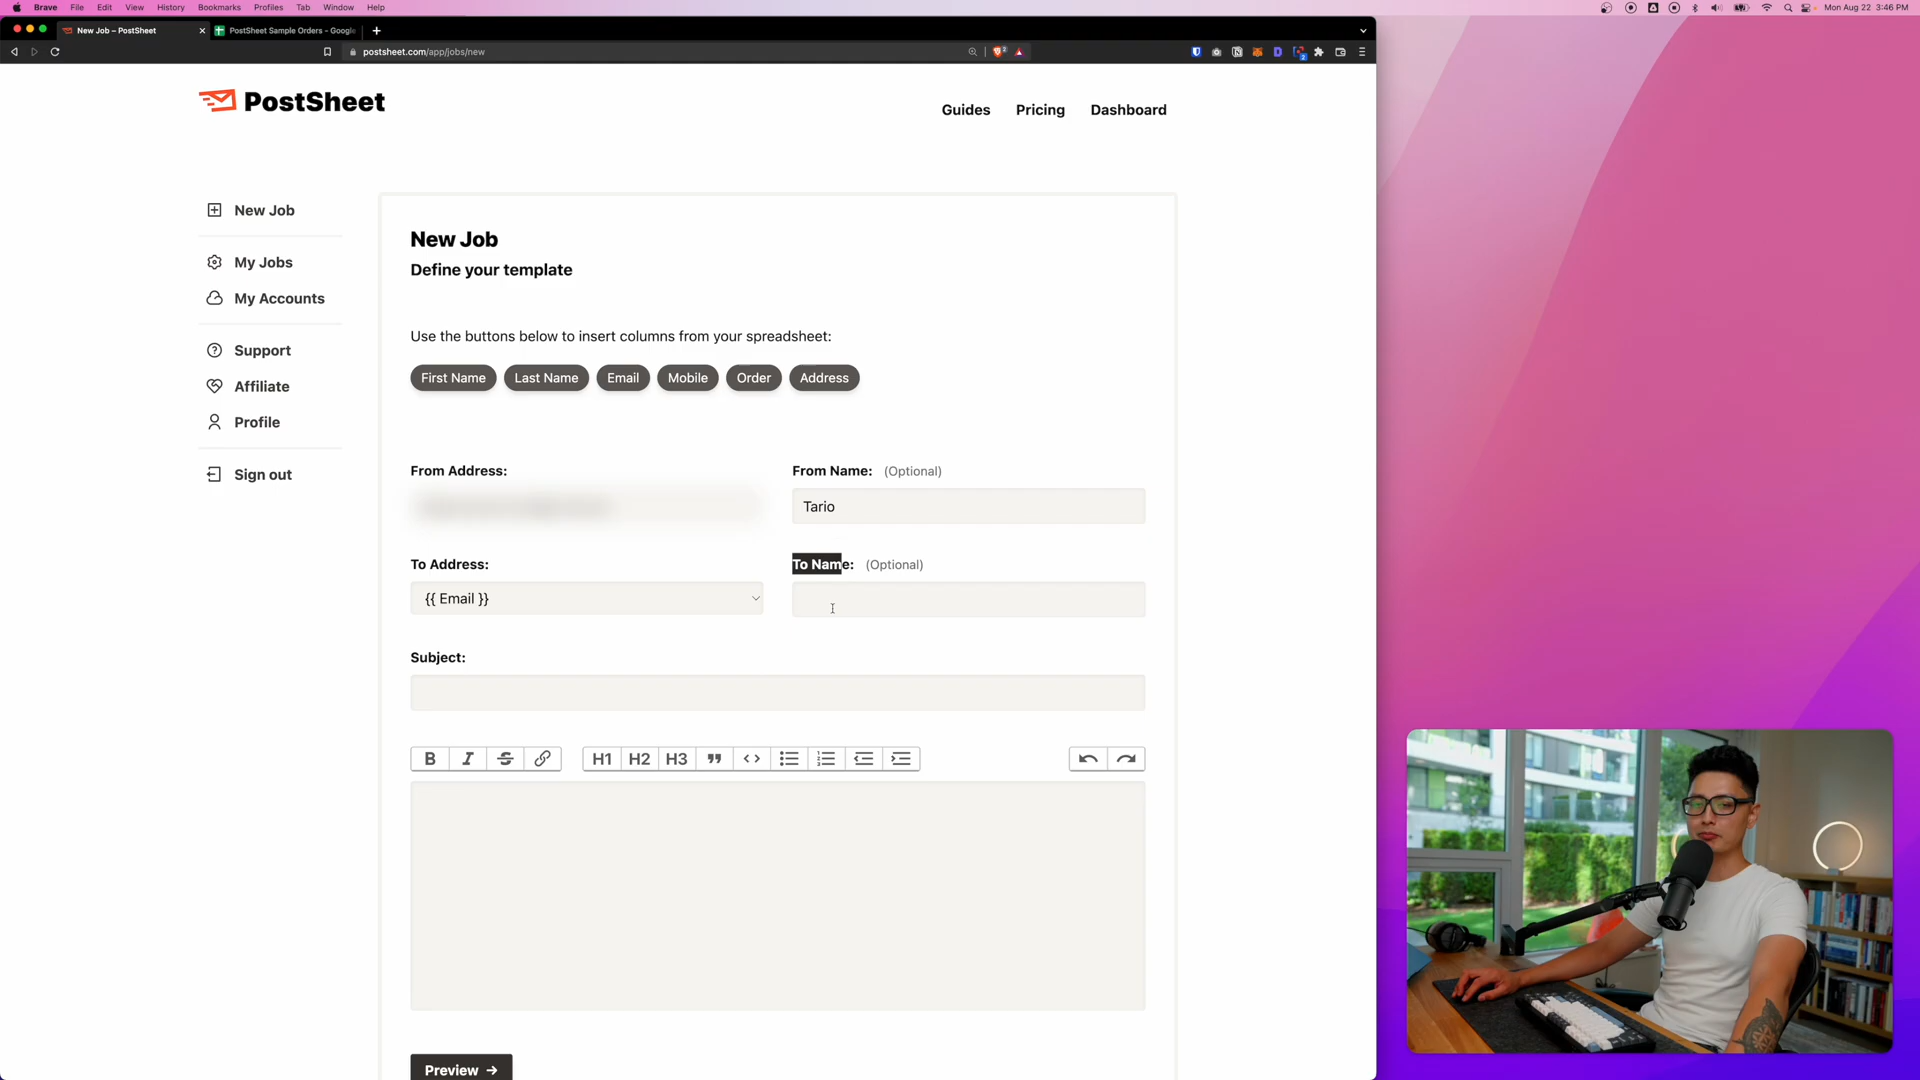 Brave File Edit View History Bookmarks Profiles Tab Window Help
Mon Aug 22 3:46 PM
New Job – PostSheet
PostSheet Sample Orders - Google
postsheet.com/app/jobs/new
PostSheet
Guides Pricing Dashboard
New Job
My Jobs
My Accounts
Support
Affiliate
Profile
Sign out
New Job
Define your template
Use the buttons below to insert columns from your spreadsheet:
First Name Last Name Email Mobile Order Address
From Address: From Name: (Optional)
Tario
To Address: To Name: (Optional)
{{ Email }}
Subject:
B I S H1 H2 H3
Preview →